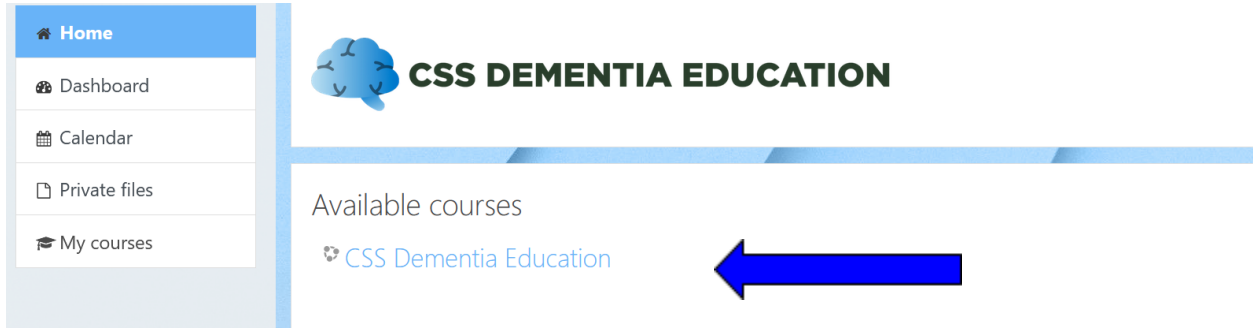 Home
Dashboard
Calendar
Private files
My courses
CSS DEMENTIA EDUCATION
Available courses
CSS Dementia Education